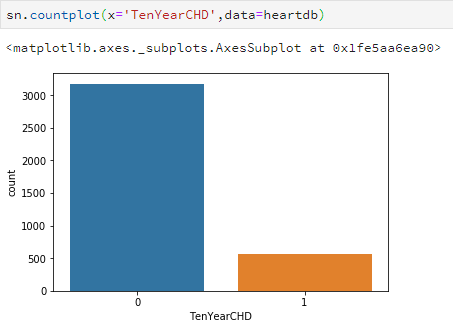 sn.countplot(x='TenYearCHD',data=heartdb)
<matplotlib.axes._subplots.AxesSubplot at 0x1fe5aa6ea90>
3000
2500
2000
1500
1000
500
0
count
0 1
TenYearCHD